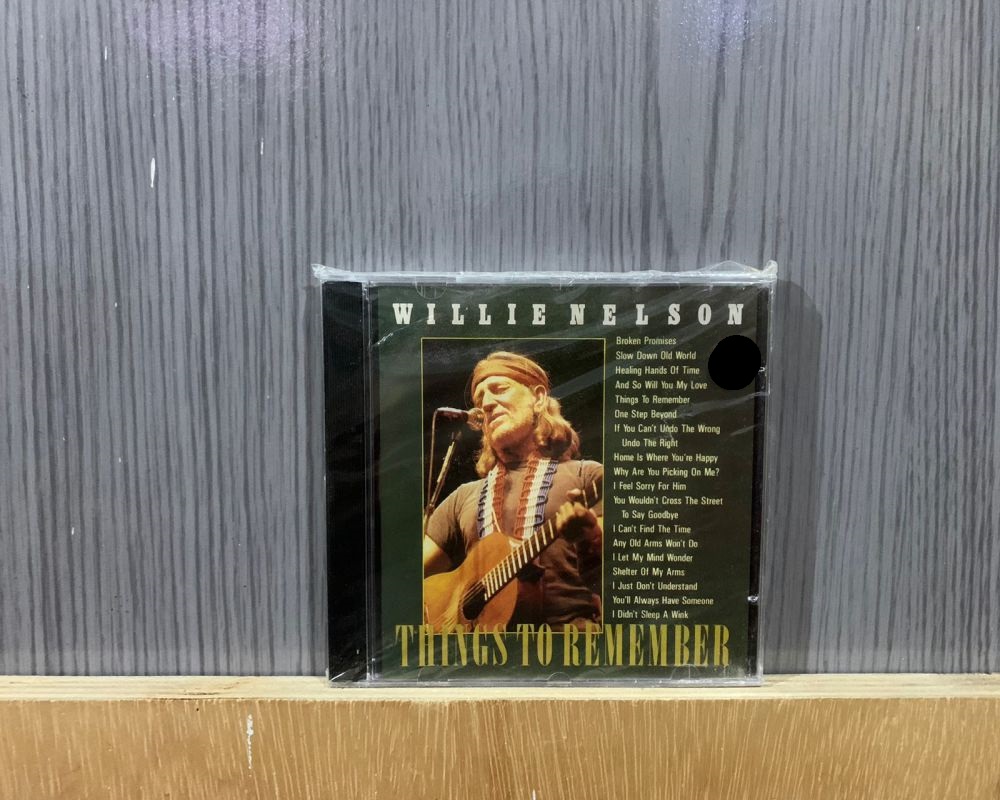 WILLIE NELSON
Broken Promises
Slow Down Old World
Healing Hands Of Time
And So Will You My Love
Things To Remember
One Step Beyond
If You Can't Undo The Wrong
Undo The Right
Home Is Where You're Happy
Why Are You Picking On Me?
I Feel Sorry For Him
You Wouldn't Cross The Street
To Say Goodbye
I Can't Find The Time
Any Old Arms Won't Do
I Let My Mind Wonder
Shelter Of My Arms
I Just Don't Understand
You'll Always Have Someone
I Didn't Sleep A Wink
THINGS TO REMEMBER